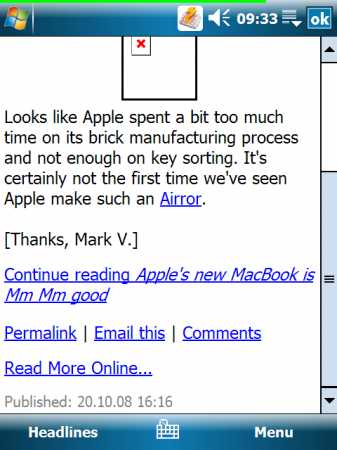 09:33 ok
Looks like Apple spent a bit too much
time on its brick manufacturing process
and not enough on key sorting. It's
certainly not the first time we've seen
Apple make such an Airror.
[Thanks, Mark V.]
Continue reading Apple's new MacBook is
Mm Mm good
Permalink | Email this | Comments
Read More Online...
Published: 20.10.08 16:16
Headlines Menu